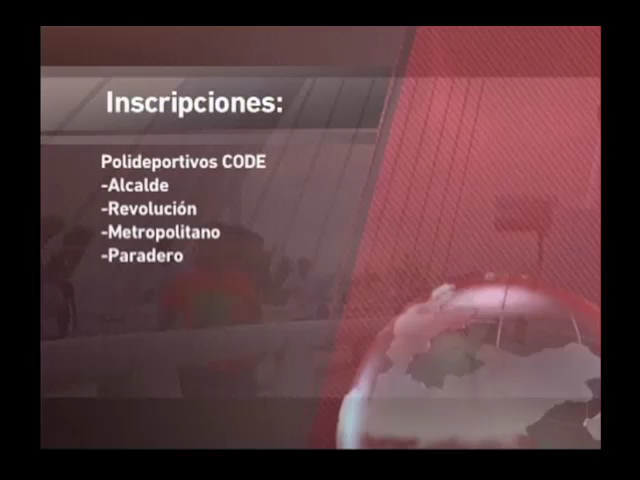 Inscripciones:
Polideportivos CODE
-Alcalde
-Revolución
-Metropolitano
-Paradero